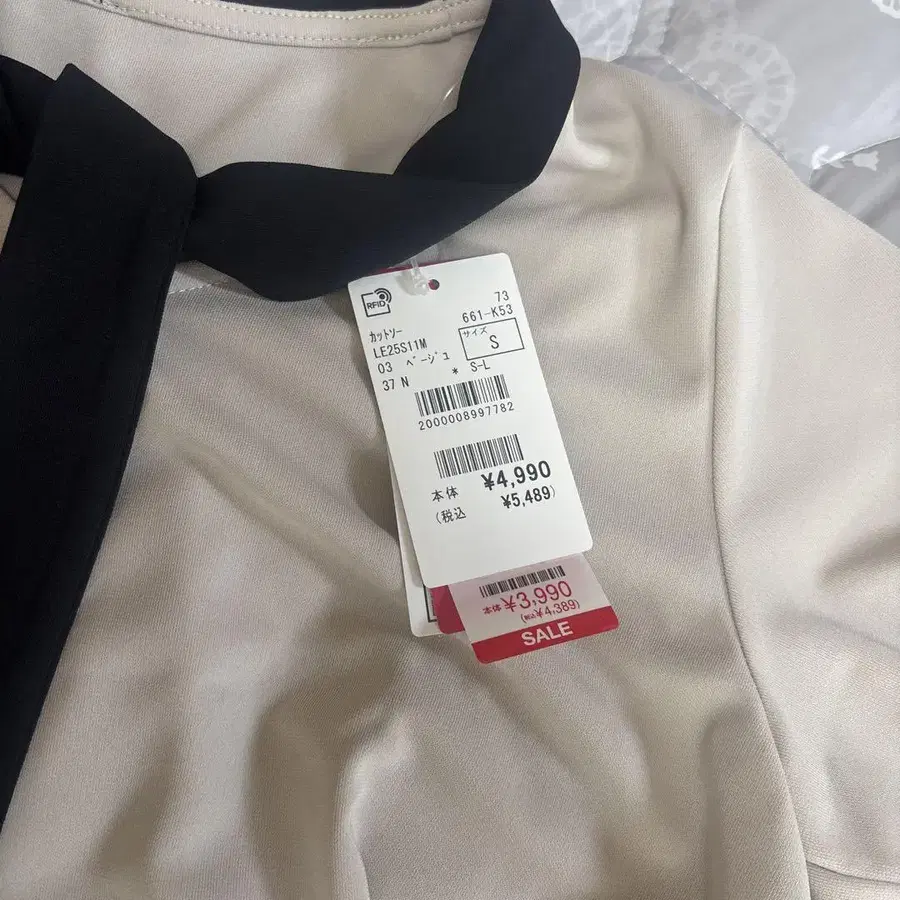 RFID
73
661-K53
カットソー
サイズ
S
LE25S11M
03 ベージュ
37 N * S-L
2000008997782
本体 ¥4,990
(税込 ¥5,489)
本体¥3,990
(税込¥4,389)
SALE